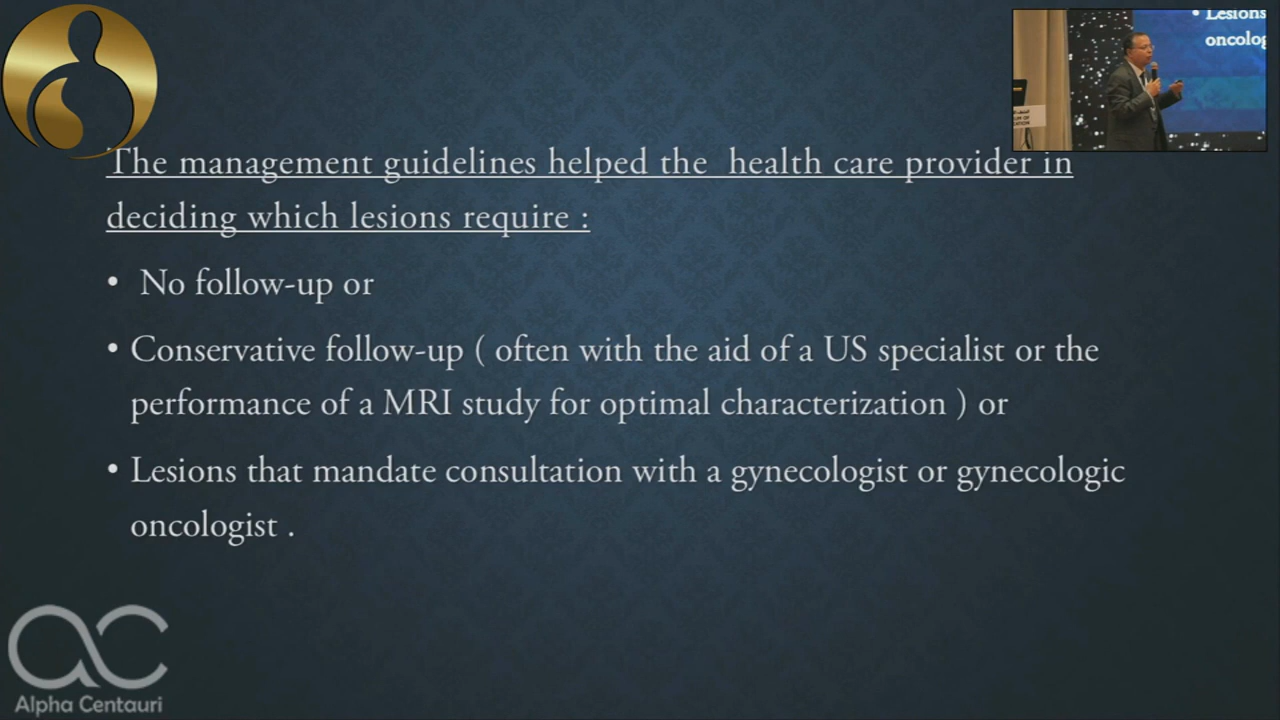 • Lesions
oncolog
The management guidelines helped the health care provider in
deciding which lesions require :
• No follow-up or
• Conservative follow-up ( often with the aid of a US specialist or the
performance of a MRI study for optimal characterization ) or
• Lesions that mandate consultation with a gynecologist or gynecologic
oncologist .
Alpha Centauri